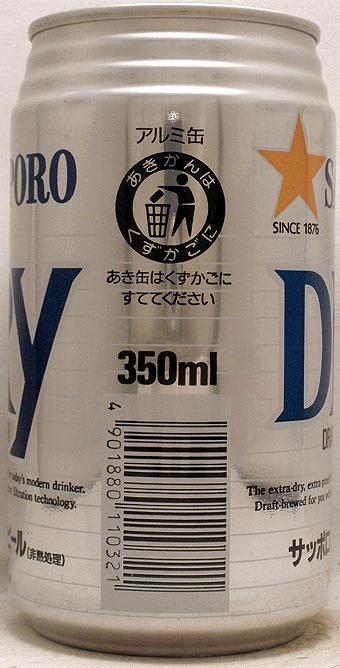 アルミ缶
あきかんは
くずかごに
あき缶はくずかごに
すててください
350ml
4 901880 110321
PORO
RY
today's modern drinker.
filtration technology.
ビール(非熱処理)
SINCE 1876
D
The extra-dry, extra
Draft-brewed for you
サッポロ